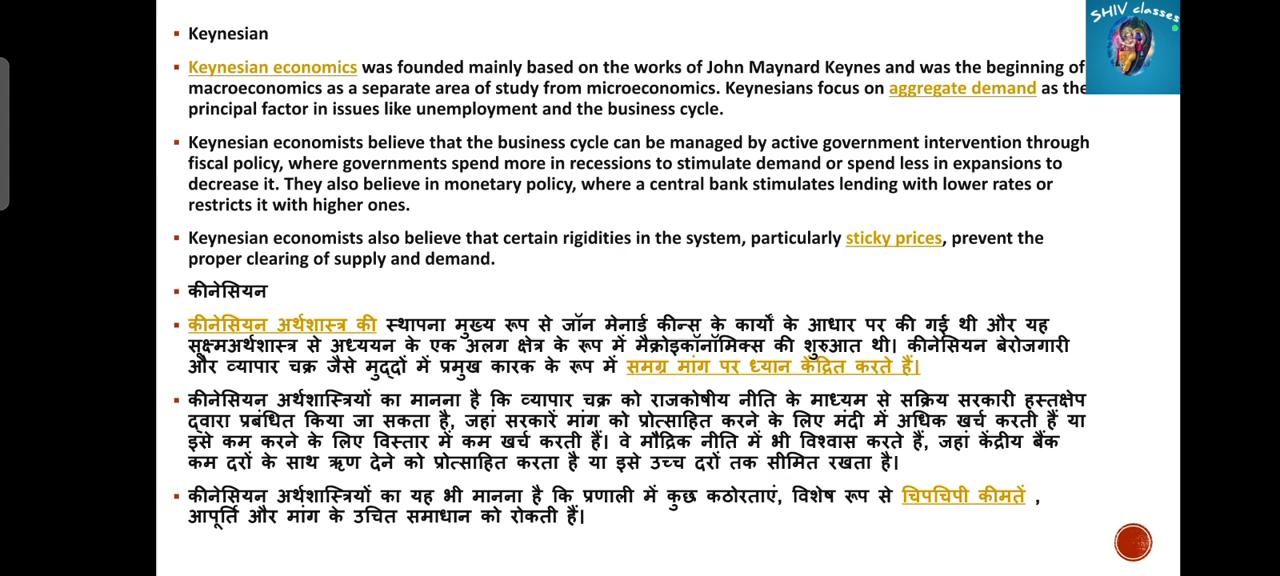 SHIV classes
Keynesian
Keynesian economics was founded mainly based on the works of John Maynard Keynes and was the beginning of
macroeconomics as a separate area of study from microeconomics. Keynesians focus on aggregate demand as the
principal factor in issues like unemployment and the business cycle.
Keynesian economists believe that the business cycle can be managed by active government intervention through
fiscal policy, where governments spend more in recessions to stimulate demand or spend less in expansions to
decrease it. They also believe in monetary policy, where a central bank stimulates lending with lower rates or
restricts it with higher ones.
Keynesian economists also believe that certain rigidities in the system, particularly sticky prices, prevent the
proper clearing of supply and demand.
कीनेसियन
कीनेसियन अर्थशास्त्र की स्थापना मुख्य रूप से जॉन मेनार्ड कीन्स के कार्यों के आधार पर की गई थी और यह
सूक्ष्मअर्थशास्त्र से अध्ययन के एक अलग क्षेत्र के रूप में मैक्रोइकॉनॉमिक्स की शुरुआत थी। कीनेसियन बेरोजगारी
और व्यापार चक्र जैसे मुद्दों में प्रमुख कारक के रूप में समग्र मांग पर ध्यान केंद्रित करते हैं।
कीनेसियन अर्थशास्त्रियों का मानना है कि व्यापार चक्र को राजकोषीय नीति के माध्यम से सक्रिय सरकारी हस्तक्षेप
द्वारा प्रबंधित किया जा सकता है, जहां सरकारें मांग को प्रोत्साहित करने के लिए मंदी में अधिक खर्च करती हैं या
इसे कम करने के लिए विस्तार में कम खर्च करती हैं। वे मौद्रिक नीति में भी विश्वास करते हैं, जहां केंद्रीय बैंक
कम दरों के साथ ऋण देने को प्रोत्साहित करता है या इसे उच्च दरों तक सीमित रखता है।
कीनेसियन अर्थशास्त्रियों का यह भी मानना है कि प्रणाली में कुछ कठोरताएं, विशेष रूप से चिपचिपी कीमतें ,
आपूर्ति और मांग के उचित समाधान को रोकती हैं।